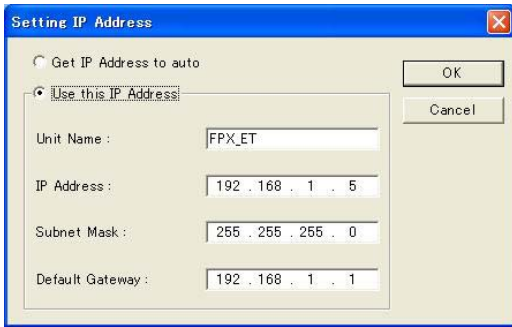 Setting IP Address
Get IP Address to auto
Use this IP Address
OK
Cancel
Unit Name :
FPX_ET
IP Address :
192 . 168 . 1 . 5
Subnet Mask :
255 . 255 . 255 . 0
Default Gateway :
192 . 168 . 1 . 1